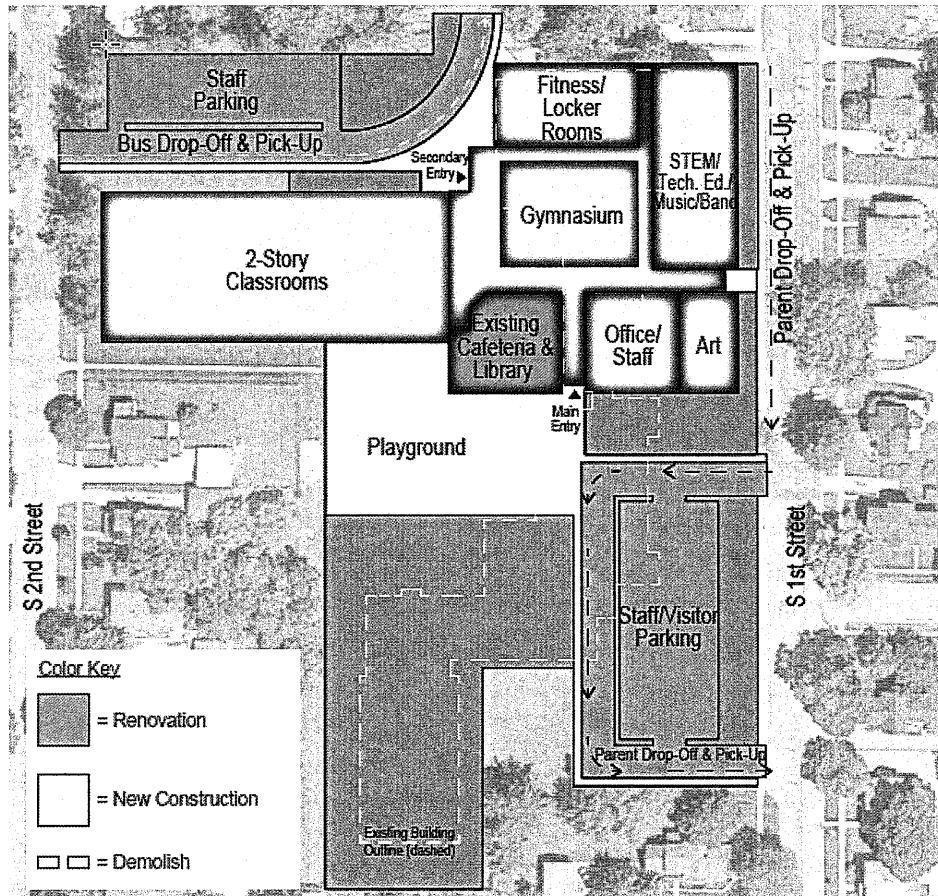 Staff
Parking
Bus Drop-Off & Pick-Up
Secondary
Entry
Fitness/
Locker
Rooms
STEM/
Tech. Ed./
Music/Band
Parent Drop-Off & Pick-Up
Gymnasium
2-Story
Classrooms
Existing
Cafeteria &
Library
Office/
Staff
Art
Main
Entry
Playground
S 2nd Street
S 1st Street
Staff/Visitor
Parking
Parent Drop-Off & Pick-Up
Existing Building
Outline (dashed)
Color Key
= Renovation
= New Construction
= Demolish